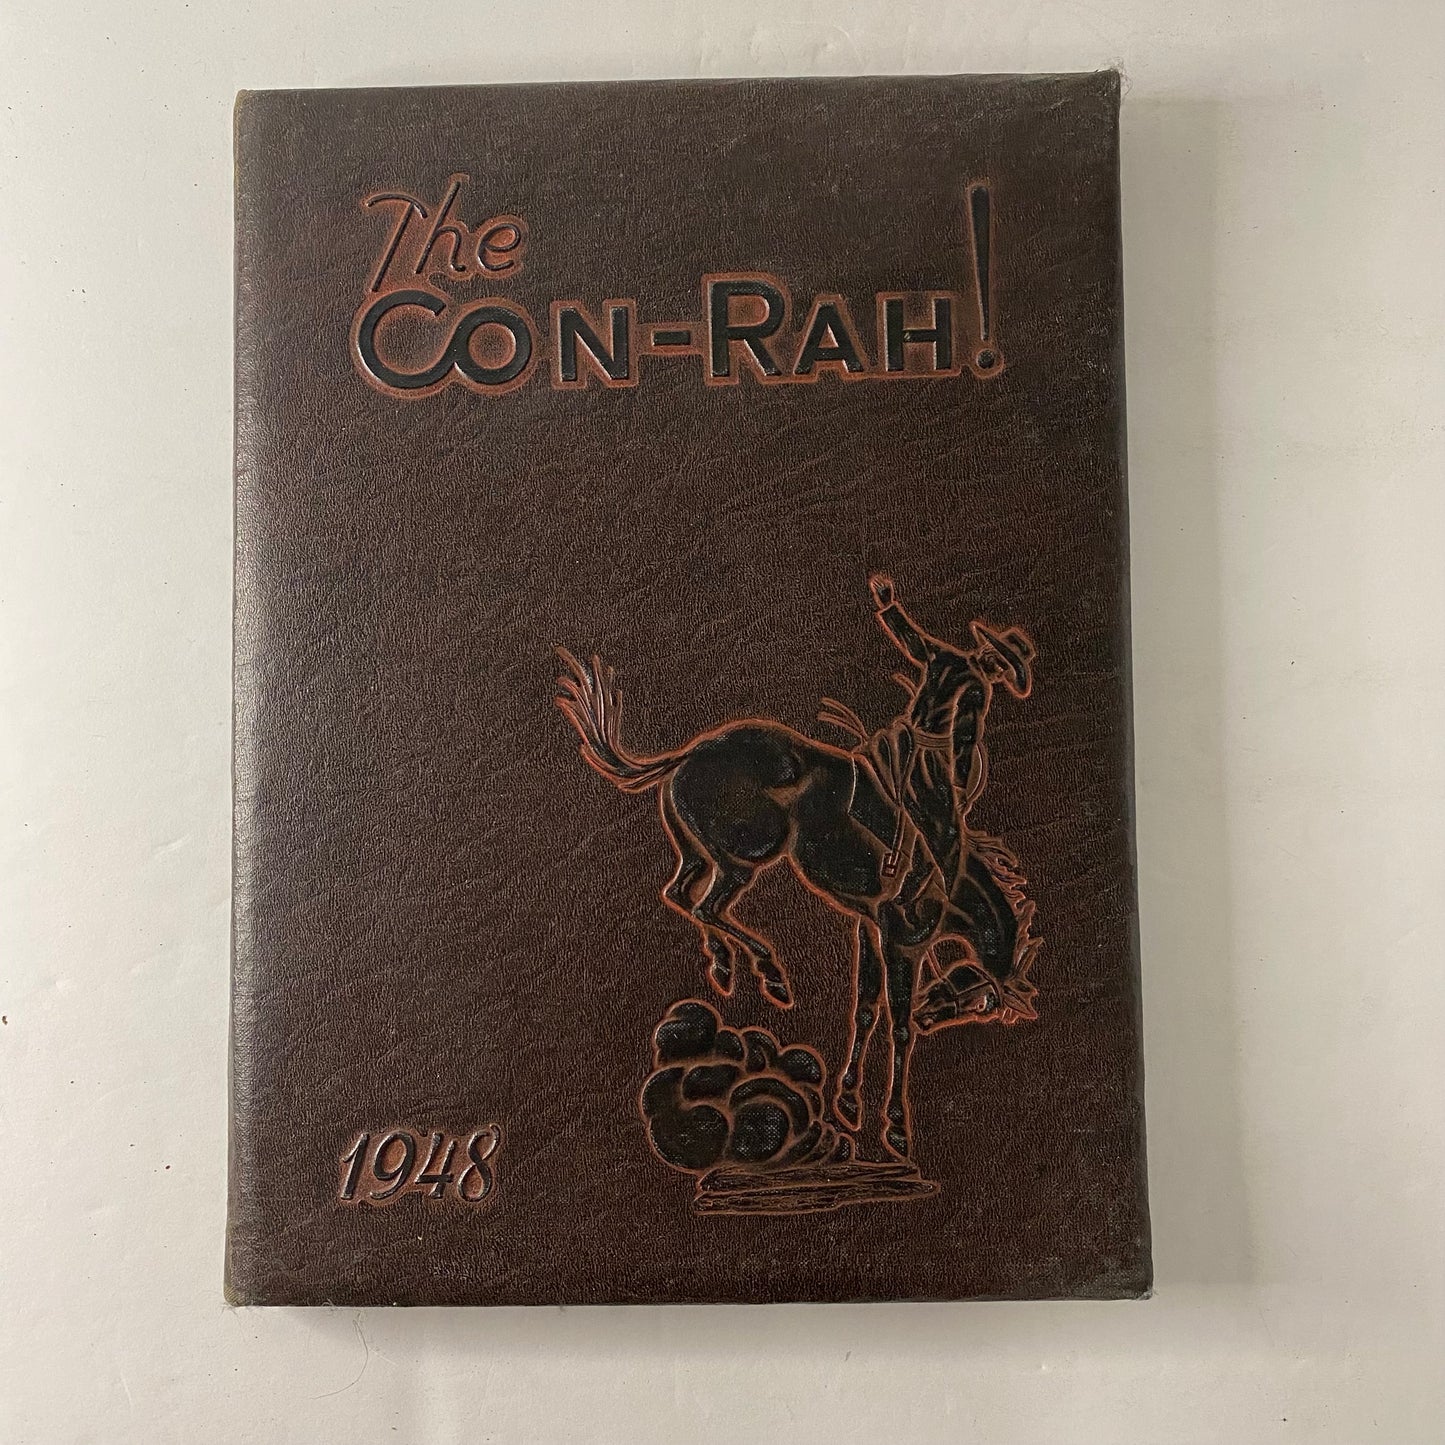 The
CON-RAH!
1948